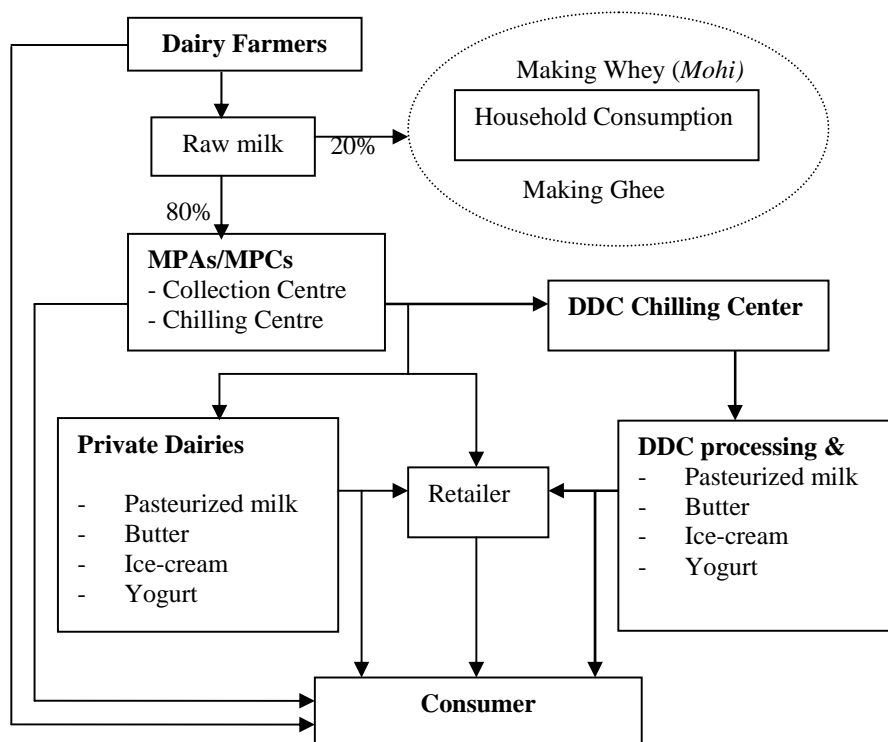 Dairy Farmers
Making Whey (Mohi)
Household Consumption
Making Ghee
Raw milk
20%
80%
MPAs/MPCs
- Collection Centre
- Chilling Centre
DDC Chilling Center
Private Dairies
- Pasteurized milk
- Butter
- Ice-cream
- Yogurt
Retailer
DDC processing &
- Pasteurized milk
- Butter
- Ice-cream
- Yogurt
Consumer